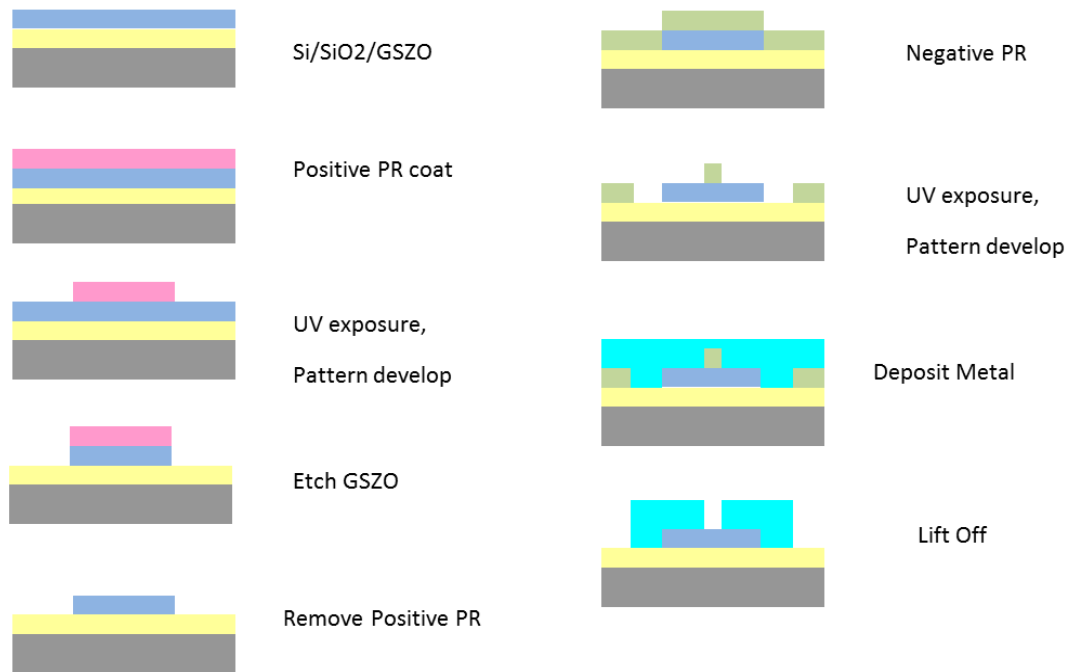 Si/SiO2/GSZO
Positive PR coat
UV exposure,
Pattern develop
Etch GSZO
Remove Positive PR
Negative PR
UV exposure,
Pattern develop
Deposit Metal
Lift Off